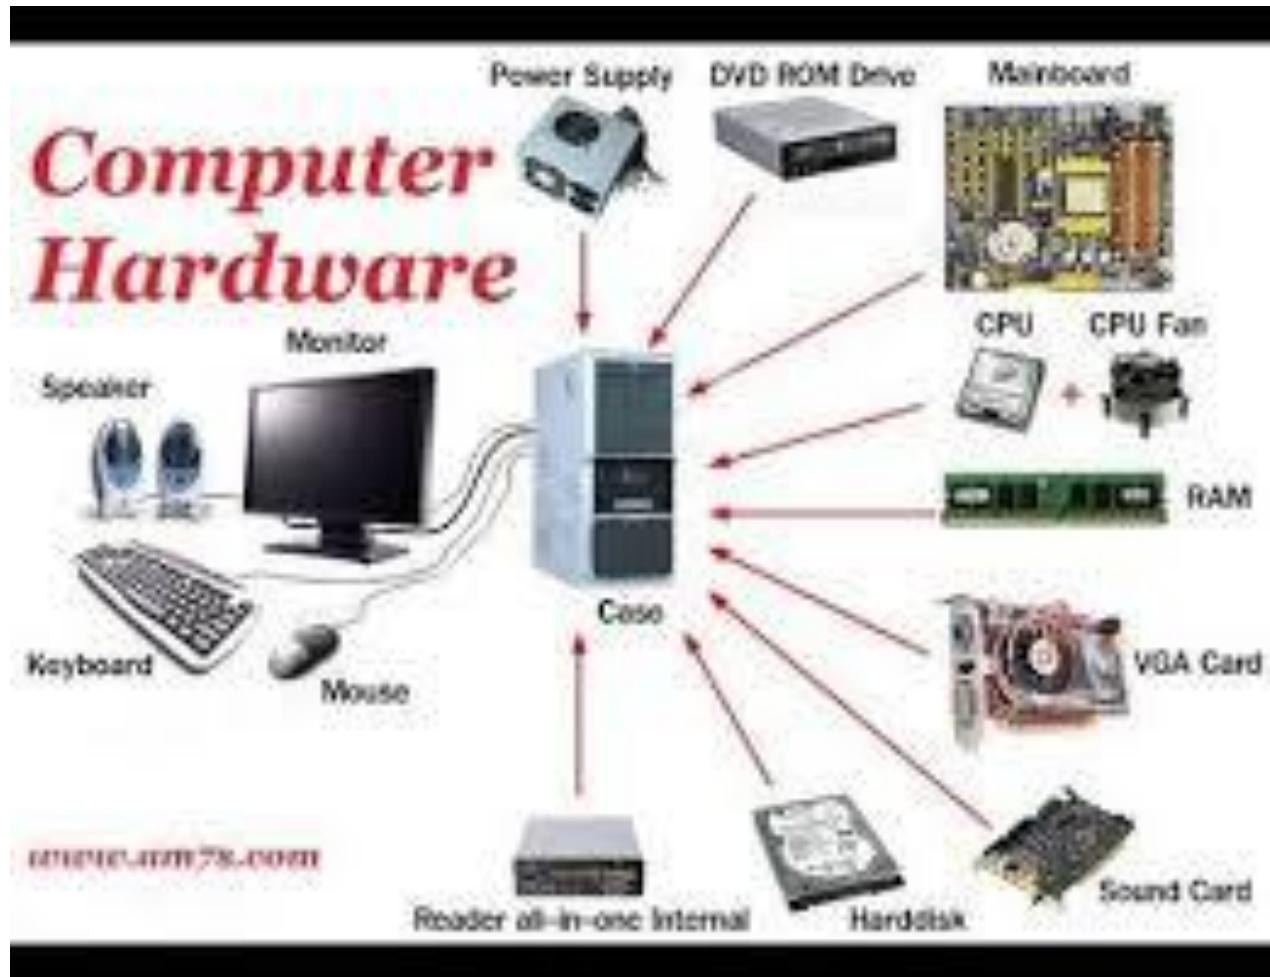 Computer
Hardware
Power Supply
DVD ROM Drive
Mainboard
CPU
CPU Fan
Monitor
Speaker
RAM
Case
Keyboard
Mouse
VGA Card
Sound Card
Reader all-in-one Internal
Harddisk